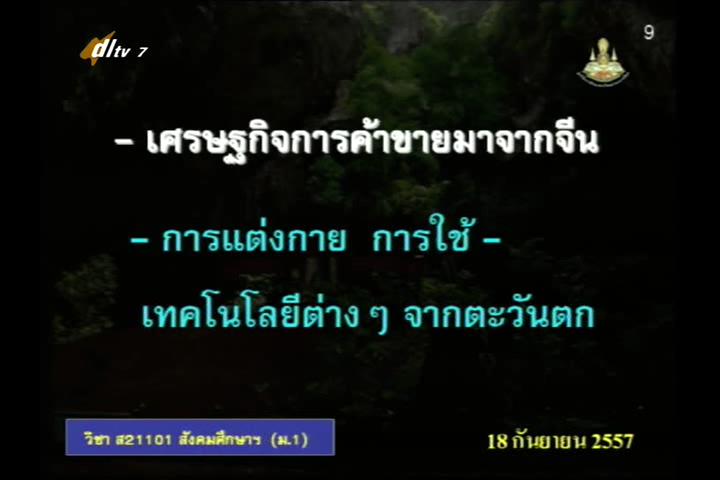 dltv 7
9
- เศรษฐกิจการค้าขายมาจากจีน
- การแต่งกาย การใช้ -
เทคโนโลยีต่าง ๆ จากตะวันตก
วิชา ส21101 สังคมศึกษาฯ (ม.1)
18 กันยายน 2557